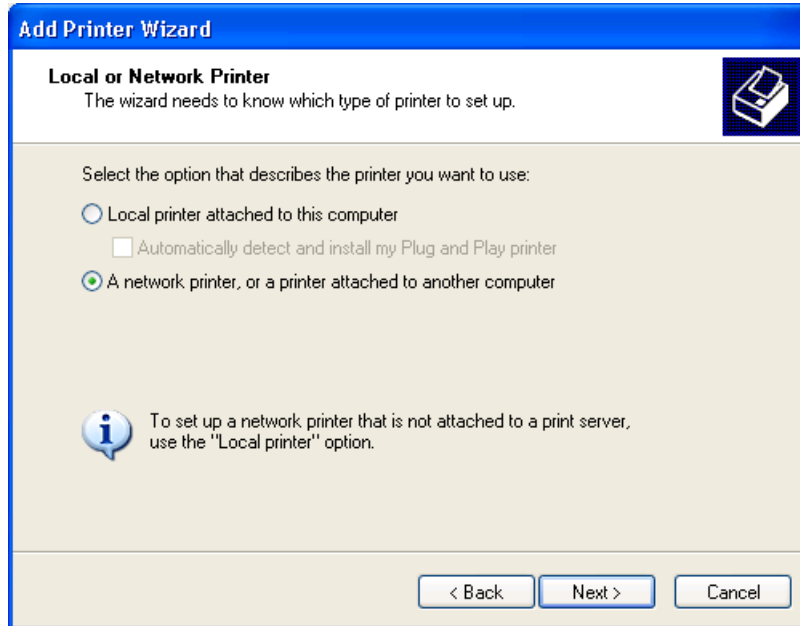 Add Printer Wizard
Local or Network Printer
The wizard needs to know which type of printer to set up.
Select the option that describes the printer you want to use:
Local printer attached to this computer
Automatically detect and install my Plug and Play printer
A network printer, or a printer attached to another computer
To set up a network printer that is not attached to a print server,
use the "Local printer" option.
< Back Next > Cancel